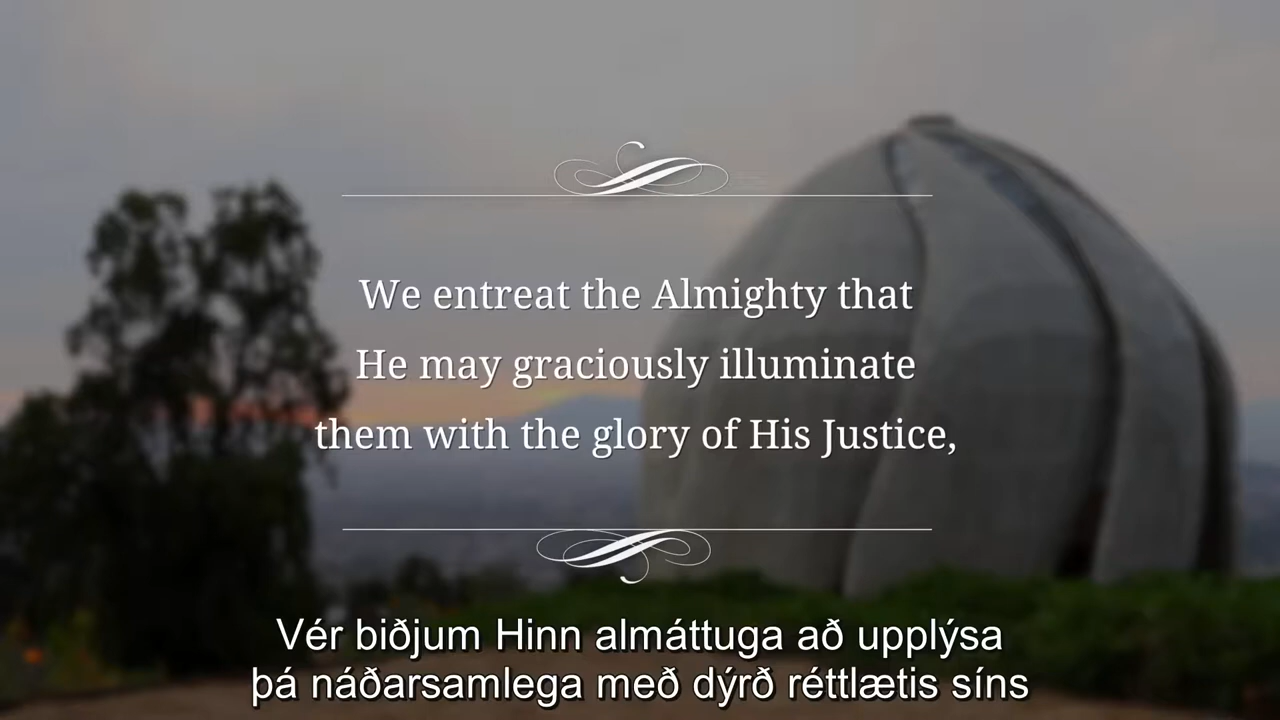 We entreat the Almighty that
He may graciously illuminate
them with the glory of His Justice,
Vér biðjum Hinn almáttuga að upplýsa
þá náðarsamlega með dýrð réttlætis síns